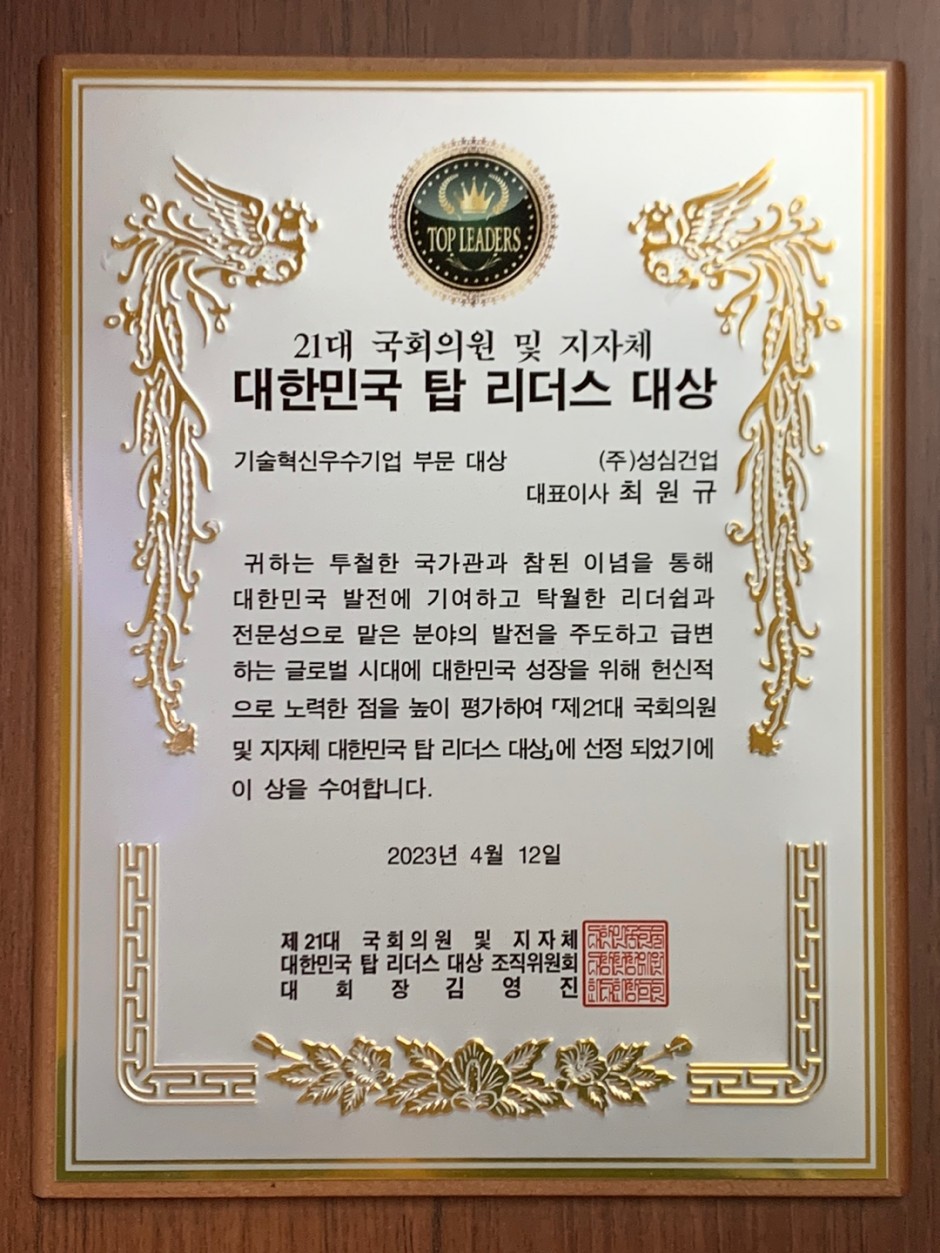 TOP LEADERS
21대 국회의원 및 지자체
대한민국 탑 리더스 대상
기술혁신우수기업 부문 대상 (주)성심건업
대표이사 최 원 규
귀하는 투철한 국가관과 참된 이념을 통해
대한민국 발전에 기여하고 탁월한 리더쉽과
전문성으로 맡은 분야의 발전을 주도하고 급변
하는 글로벌 시대에 대한민국 성장을 위해 헌신적
으로 노력한 점을 높이 평가하여 「제21대 국회의원
및 지자체 대한민국 탑 리더스 대상」에 선정 되었기에
이 상을 수여합니다.
2023년 4월 12일
제21대 국회의원 및 지자체
대한민국 탑 리더스 대상 조직위원회
대 회 장 김 영 진